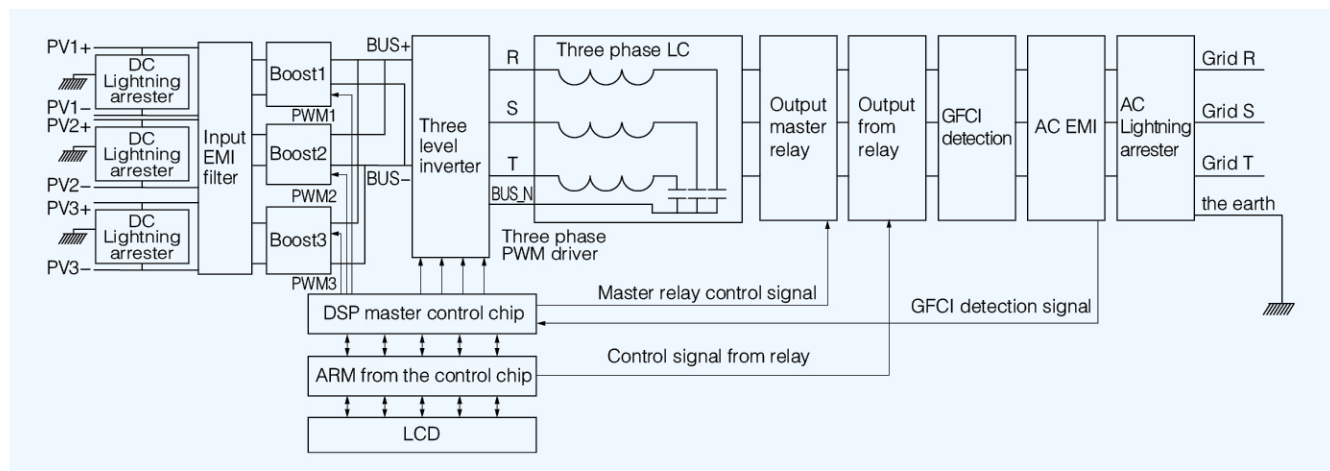 PV1+
DC
Lightning
arrester
PV1−
PV2+
DC
Lightning
arrester
PV2−
PV3+
DC
Lightning
arrester
PV3−
Input
EMI
filter
Boost1
PWM1
Boost2
PWM2
Boost3
PWM3
BUS+
BUS−
Three
level
inverter
R
S
T
BUS_N
Three phase LC
Three phase
PWM driver
Output
master
relay
Output
from
relay
GFCI
detection
AC EMI
AC
Lightning
arrester
Grid R
Grid S
Grid T
the earth
Master relay control signal
GFCI detection signal
DSP master control chip
Control signal from relay
ARM from the control chip
LCD